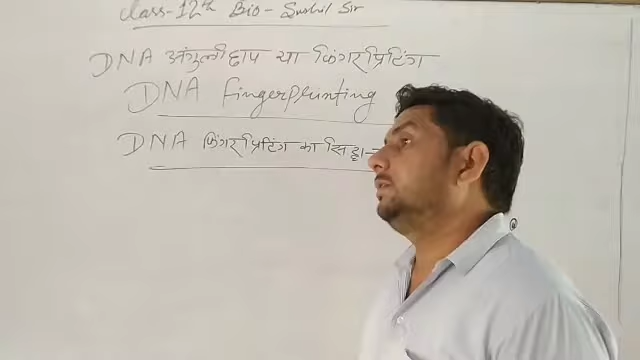 Class-12th Bio - Sushil Sir
DNA अंगुली छाप या फिंगरप्रिंटिंग
DNA fingerprinting
DNA फिंगरप्रिंटिंग का